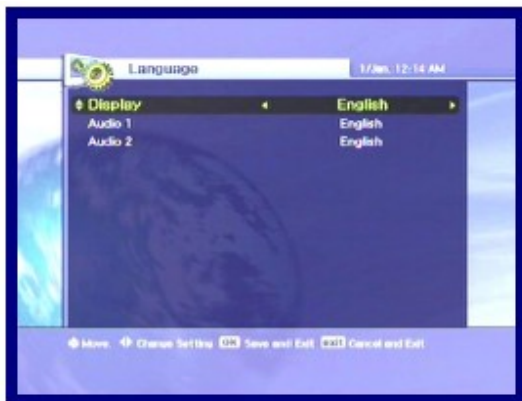 Language 1/Jan, 12:14 AM
Display English
Audio 1 English
Audio 2 English
Move Change Setting OK Save and Exit exit Cancel and Exit